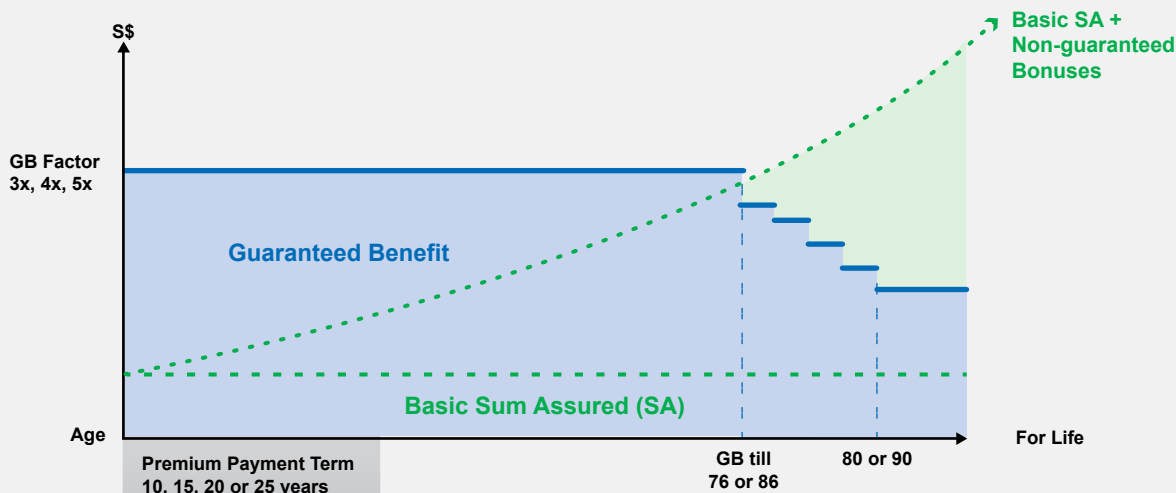 S$
Basic SA +
Non-guaranteed
Bonuses
GB Factor
3x, 4x, 5x
Guaranteed Benefit
Basic Sum Assured (SA)
Age
For Life
Premium Payment Term
10, 15, 20 or 25 years
GB till
76 or 86
80 or 90